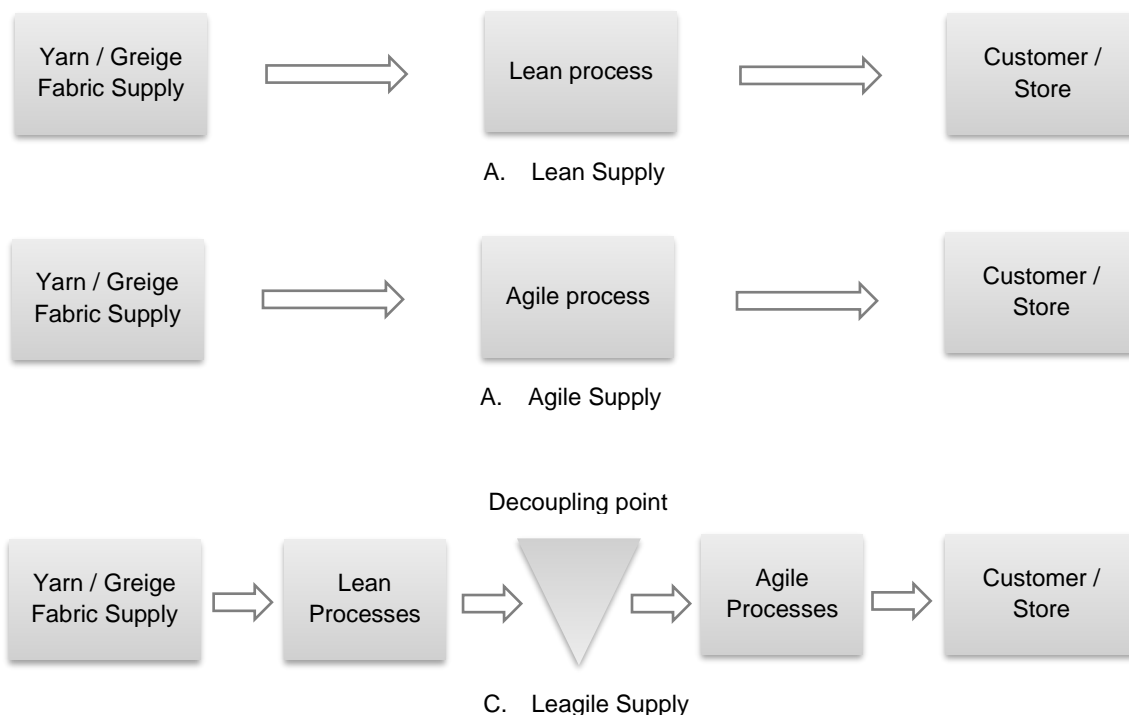 Yarn / Greige
Fabric Supply
Lean process
Customer /
Store
A. Lean Supply
Yarn / Greige
Fabric Supply
Agile process
Customer /
Store
A. Agile Supply
Decoupling point
Yarn / Greige
Fabric Supply
Lean
Processes
Agile
Processes
Customer /
Store
C. Leagile Supply